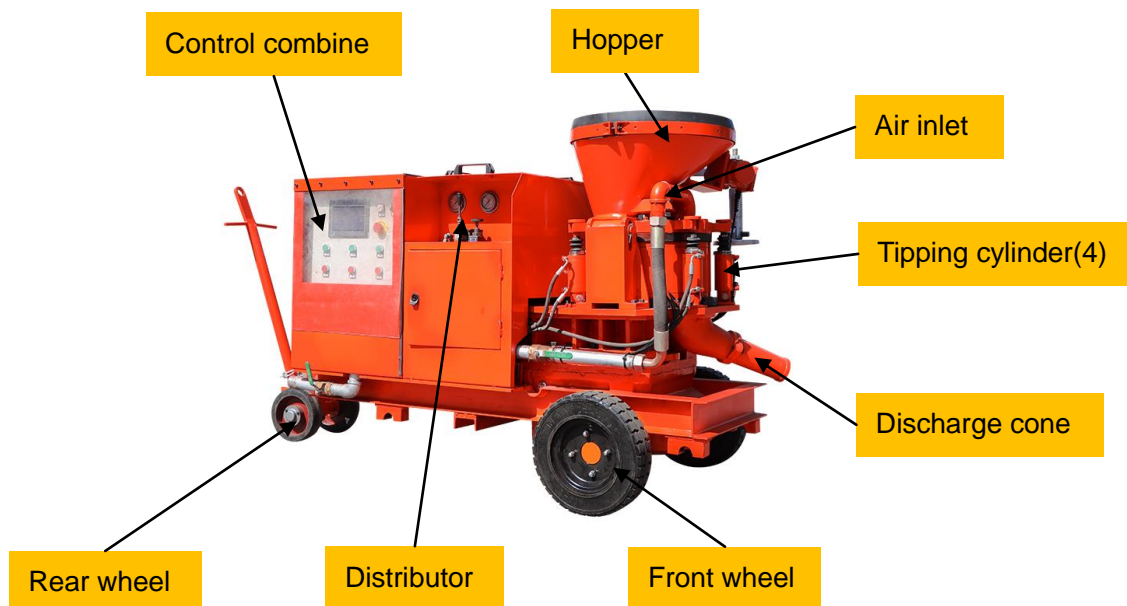 Control combine
Hopper
Air inlet
Tipping cylinder(4)
Discharge cone
Rear wheel
Distributor
Front wheel